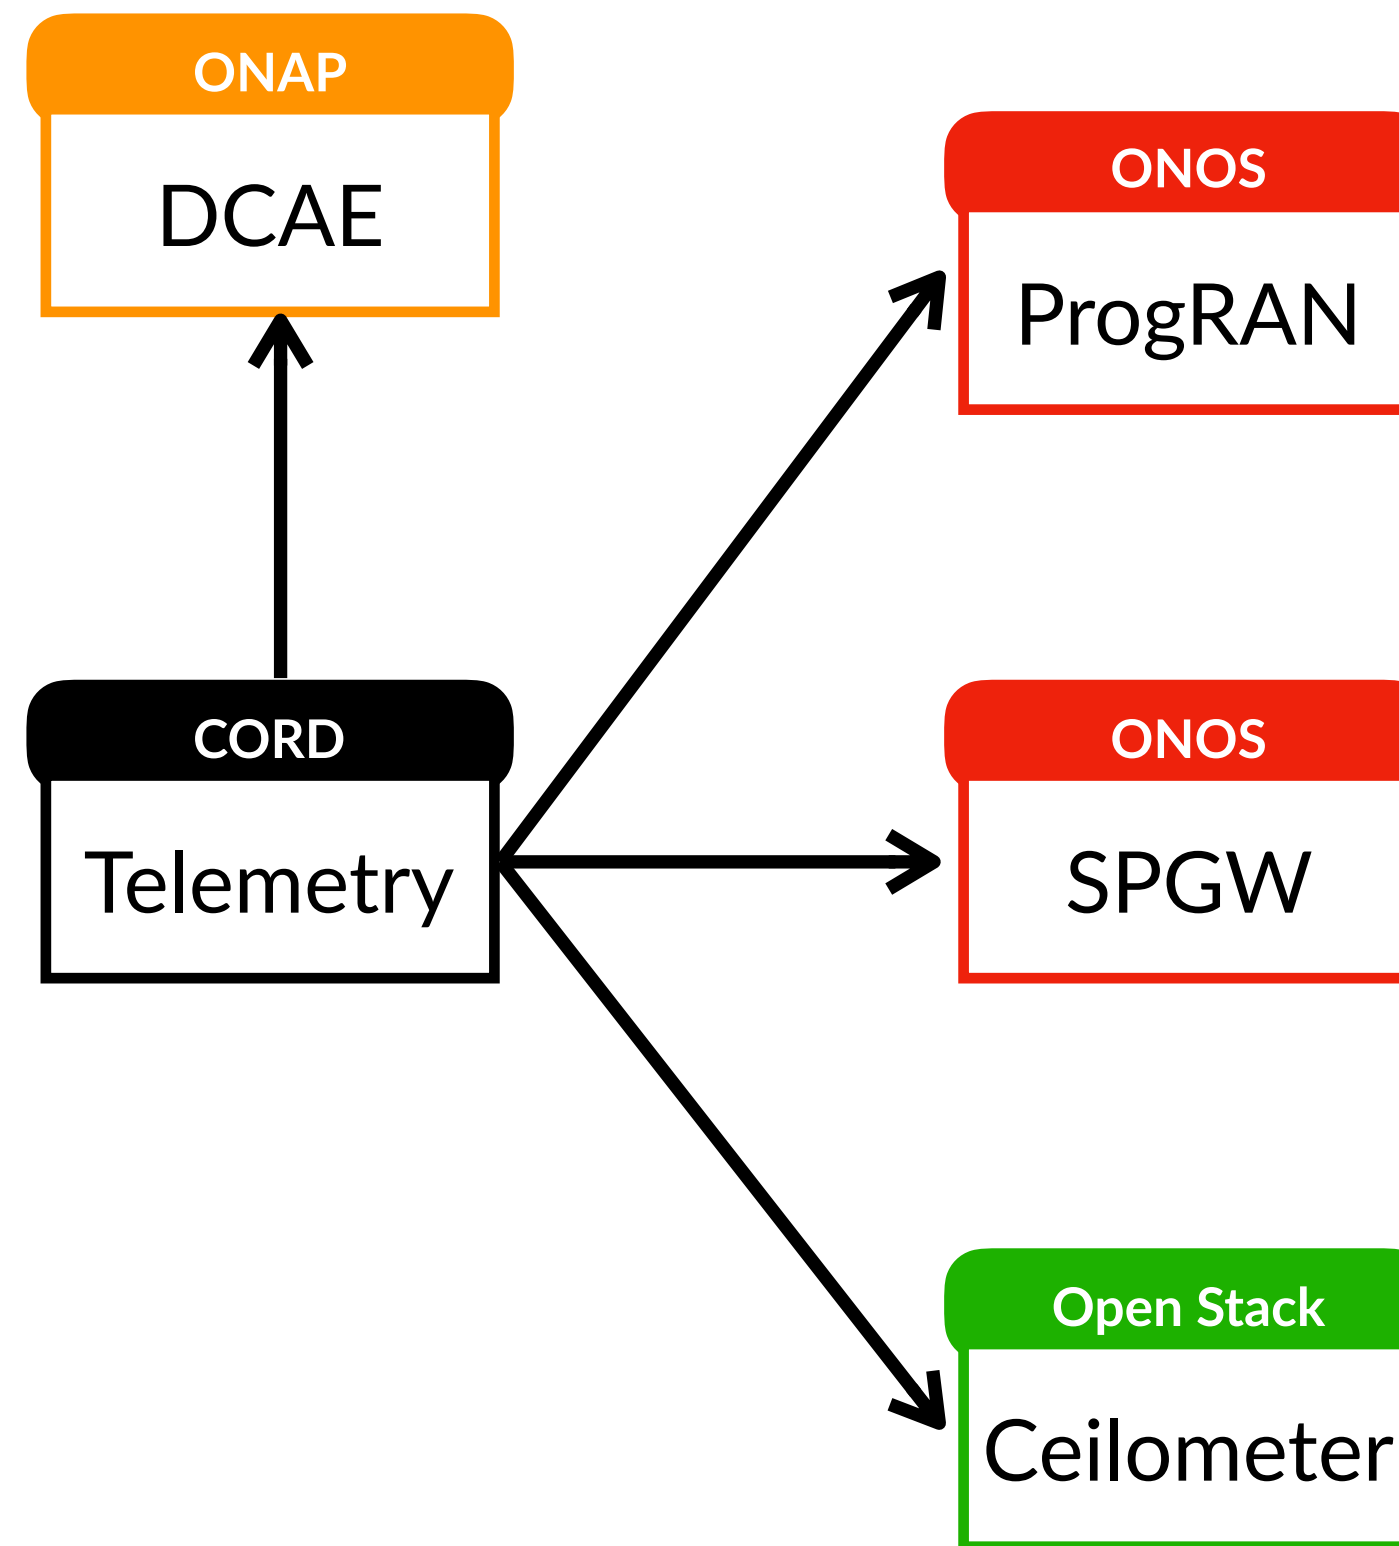 ONAP
DCAE
ONOS
ProgRAN
CORD
Telemetry
ONOS
SPGW
Open Stack
Ceilometer